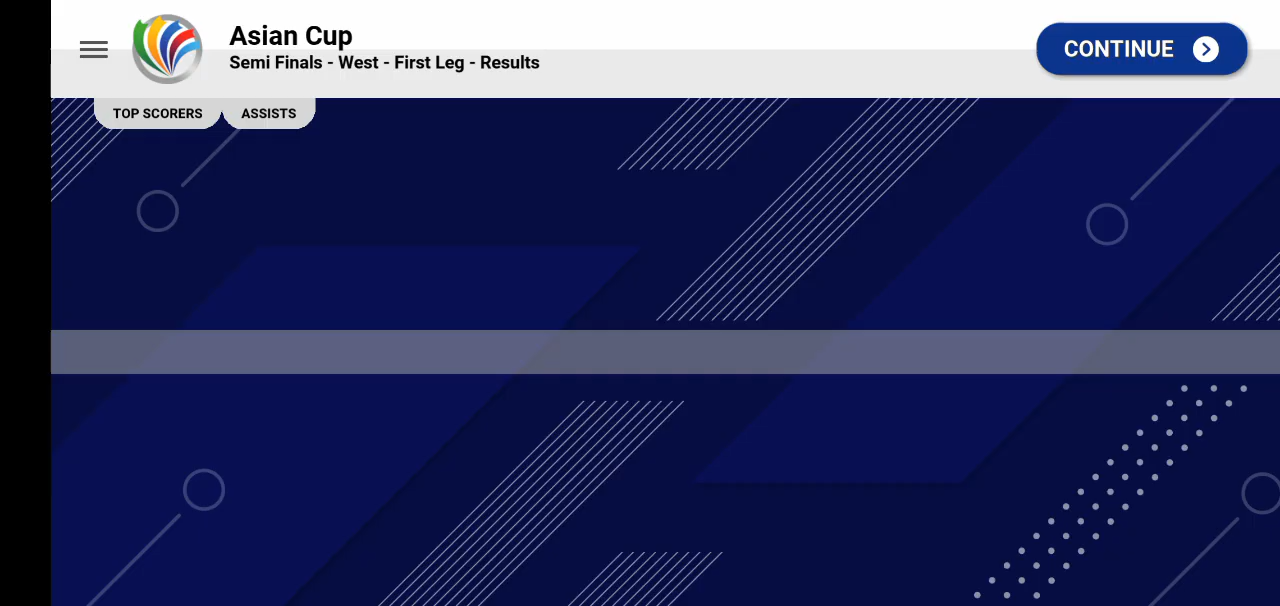 Asian Cup
Semi Finals - West - First Leg - Results
CONTINUE
TOP SCORERS
ASSISTS